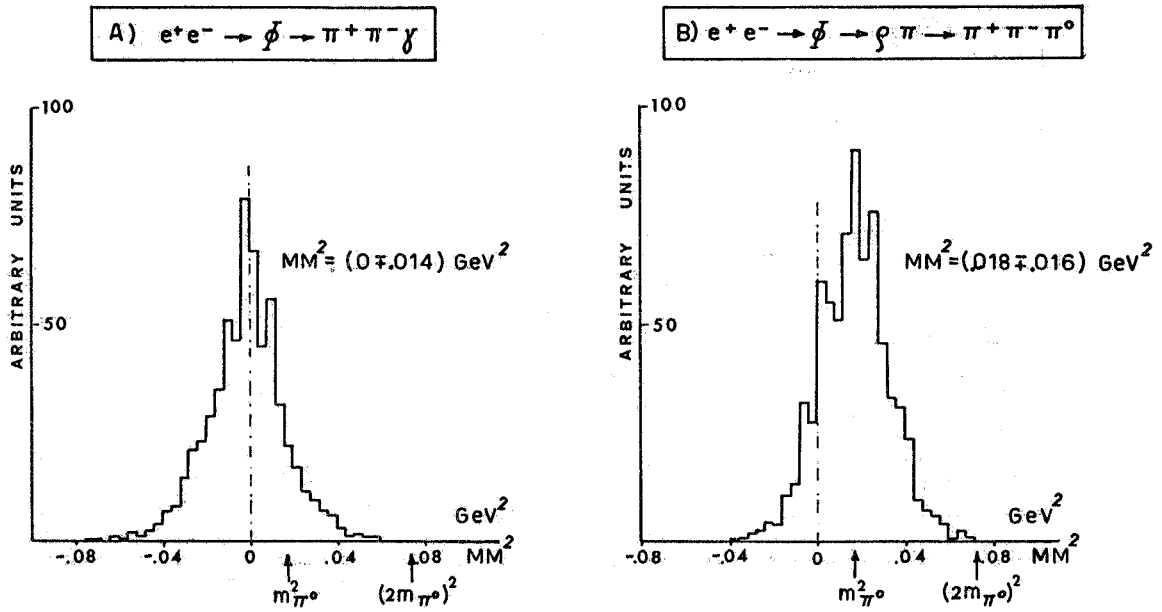 A) e⁺e⁻ → Φ → π⁺π⁻γ
100
50
ARBITRARY UNITS
MM² = (0∓.014) GeV²
GeV²
-.08 -.04 0 .04 .08 MM²
m²π⁰ (2mπ⁰)²
B) e⁺e⁻ → Φ → ρπ → π⁺π⁻π⁰
100
50
ARBITRARY UNITS
MM² = (.018∓.016) GeV²
GeV²
-.08 -.04 0 .04 .08 MM²
m²π⁰ (2mπ⁰)²